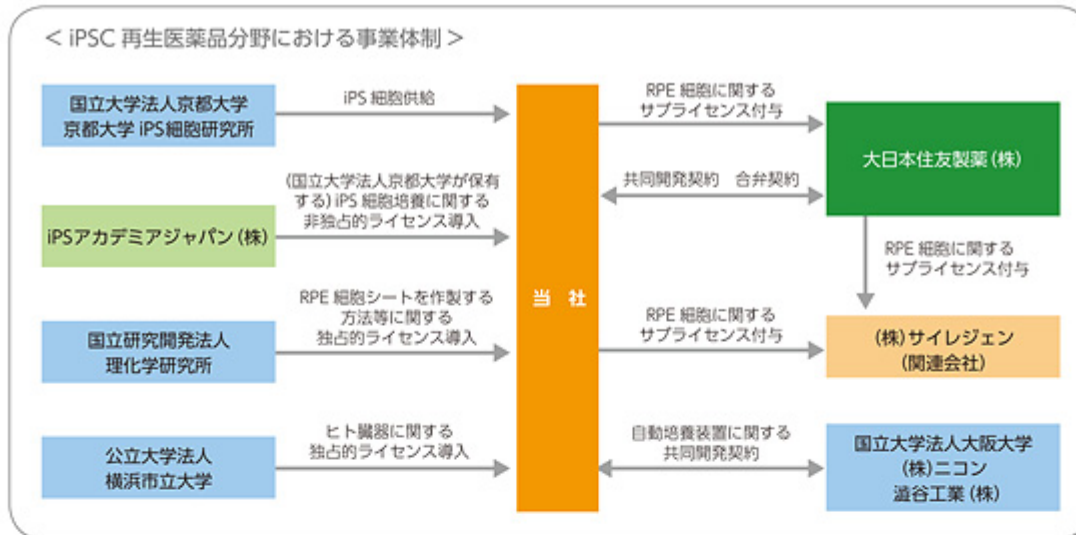 < iPSC 再生医薬品分野における事業体制 >
国立大学法人京都大学
京都大学 iPS細胞研究所
iPS 細胞供給
iPSアカデミアジャパン(株)
(国立大学法人京都大学が保有
する) iPS 細胞培養に関する
非独占的ライセンス導入
国立研究開発法人
理化学研究所
RPE 細胞シートを作製する
方法等に関する
独占的ライセンス導入
公立大学法人
横浜市立大学
ヒト臓器に関する
独占的ライセンス導入
当 社
RPE 細胞に関する
サブライセンス付与
共同開発契約 合弁契約
大日本住友製薬(株)
RPE 細胞に関する
サブライセンス付与
RPE 細胞に関する
サブライセンス付与
(株)サイレジェン
(関連会社)
自動培養装置に関する
共同開発契約
国立大学法人大阪大学
(株)ニコン
澁谷工業(株)